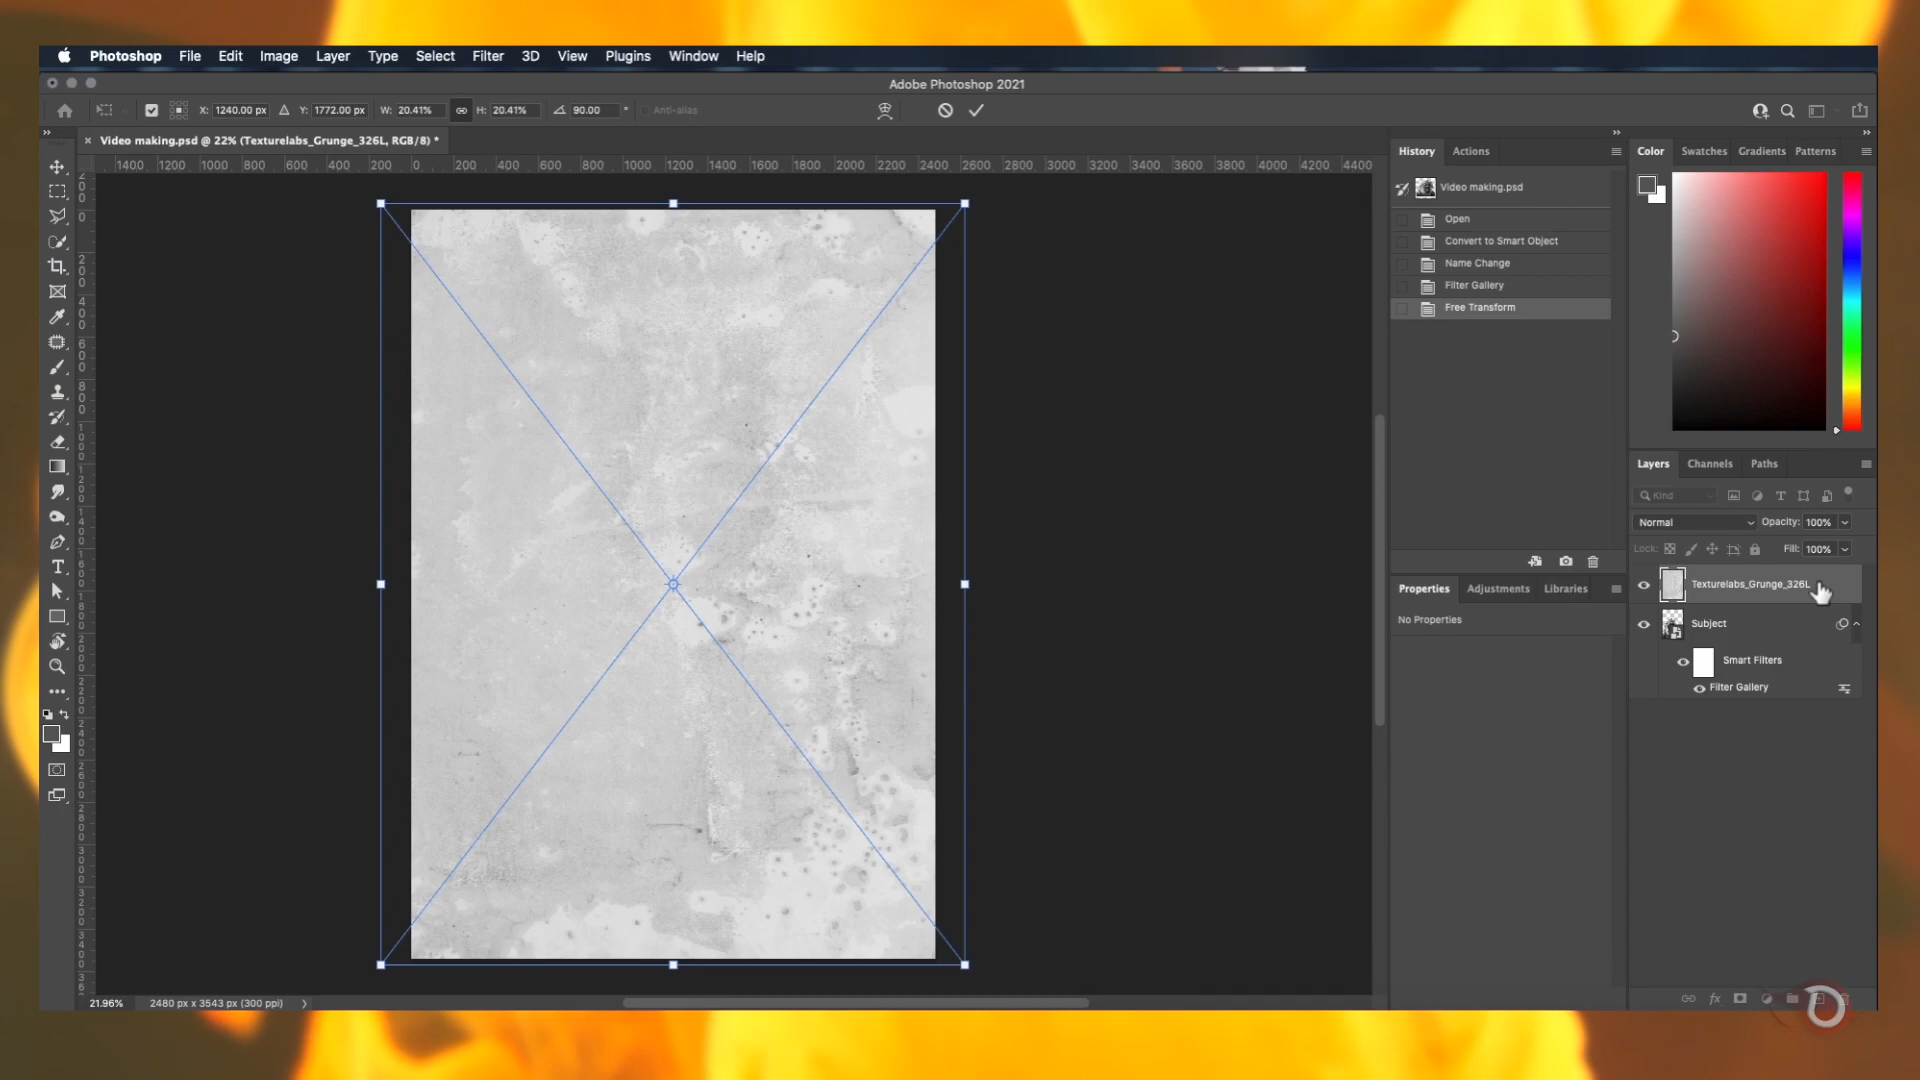 Photoshop File Edit Image Layer Type Select Filter 3D View Plugins Window Help
Adobe Photoshop 2021
X: 1240.00 px Y: 1772.00 px W: 20.41% H: 20.41% 90.00 ° Anti-alias
× Video making.psd @ 22% (Texturelabs_Grunge_326L, RGB/8) *
1400 1200 1000 800 600 400 200 0 200 400 600 800 1000 1200 1400 1600 1800 2000 2200 2400 2600 2800 3000 3200 3400 3600 3800 4000 4200 4400
History Actions
Video making.psd
Open
Convert to Smart Object
Name Change
Filter Gallery
Free Transform
Properties Adjustments Libraries
No Properties
Color Swatches Gradients Patterns
Layers Channels Paths
Kind
Normal Opacity: 100%
Lock: Fill: 100%
Texturelabs_Grunge_326L
Subject
Smart Filters
Filter Gallery
21.96% 2480 px x 3543 px (300 ppi)